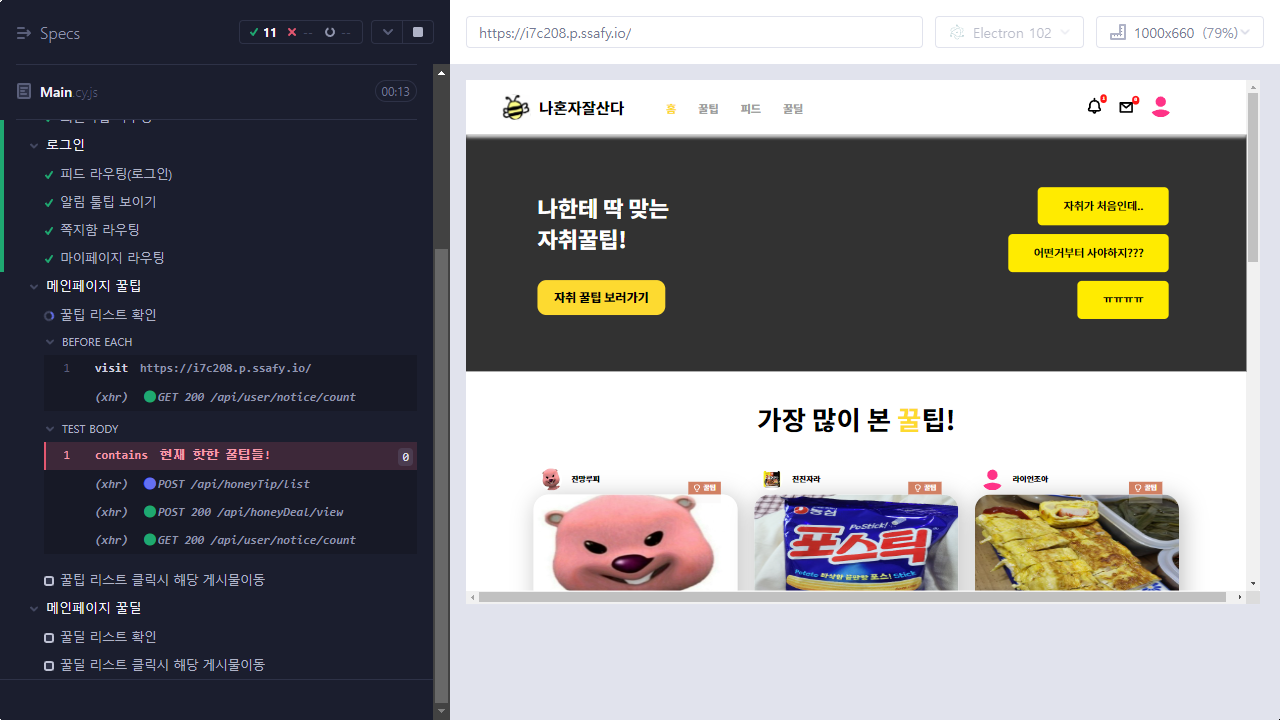 Specs
11 -- --
Main cy.js 00:13
로그인
피드 라우팅(로그인)
알림 툴팁 보이기
쪽지함 라우팅
마이페이지 라우팅
메인페이지 꿀팁
꿀팁 리스트 확인
BEFORE EACH
1 visit https://i7c208.p.ssafy.io/
(xhr) GET 200 /api/user/notice/count
TEST BODY
1 contains 현재 핫한 꿀팁들! 0
(xhr) POST /api/honeyTip/list
(xhr) POST 200 /api/honeyDeal/view
(xhr) GET 200 /api/user/notice/count
꿀팁 리스트 클릭시 해당 게시물이동
메인페이지 꿀딜
꿀딜 리스트 확인
꿀딜 리스트 클릭시 해당 게시물이동
https://i7c208.p.ssafy.io/
Electron 102
1000x660 (79%)
나혼자잘산다 홈 꿀팁 피드 꿀딜
나한테 딱 맞는
자취꿀팁!
자취 꿀팁 보러가기
자취가 처음인데..
어떤거부터 사야하지???
ㅠㅠㅠㅠ
가장 많이 본 꿀팁!
잔망루피
꿀팁
진진자라
꿀팁
라이언조아
꿀팁
농심
PoStick!
포스틱